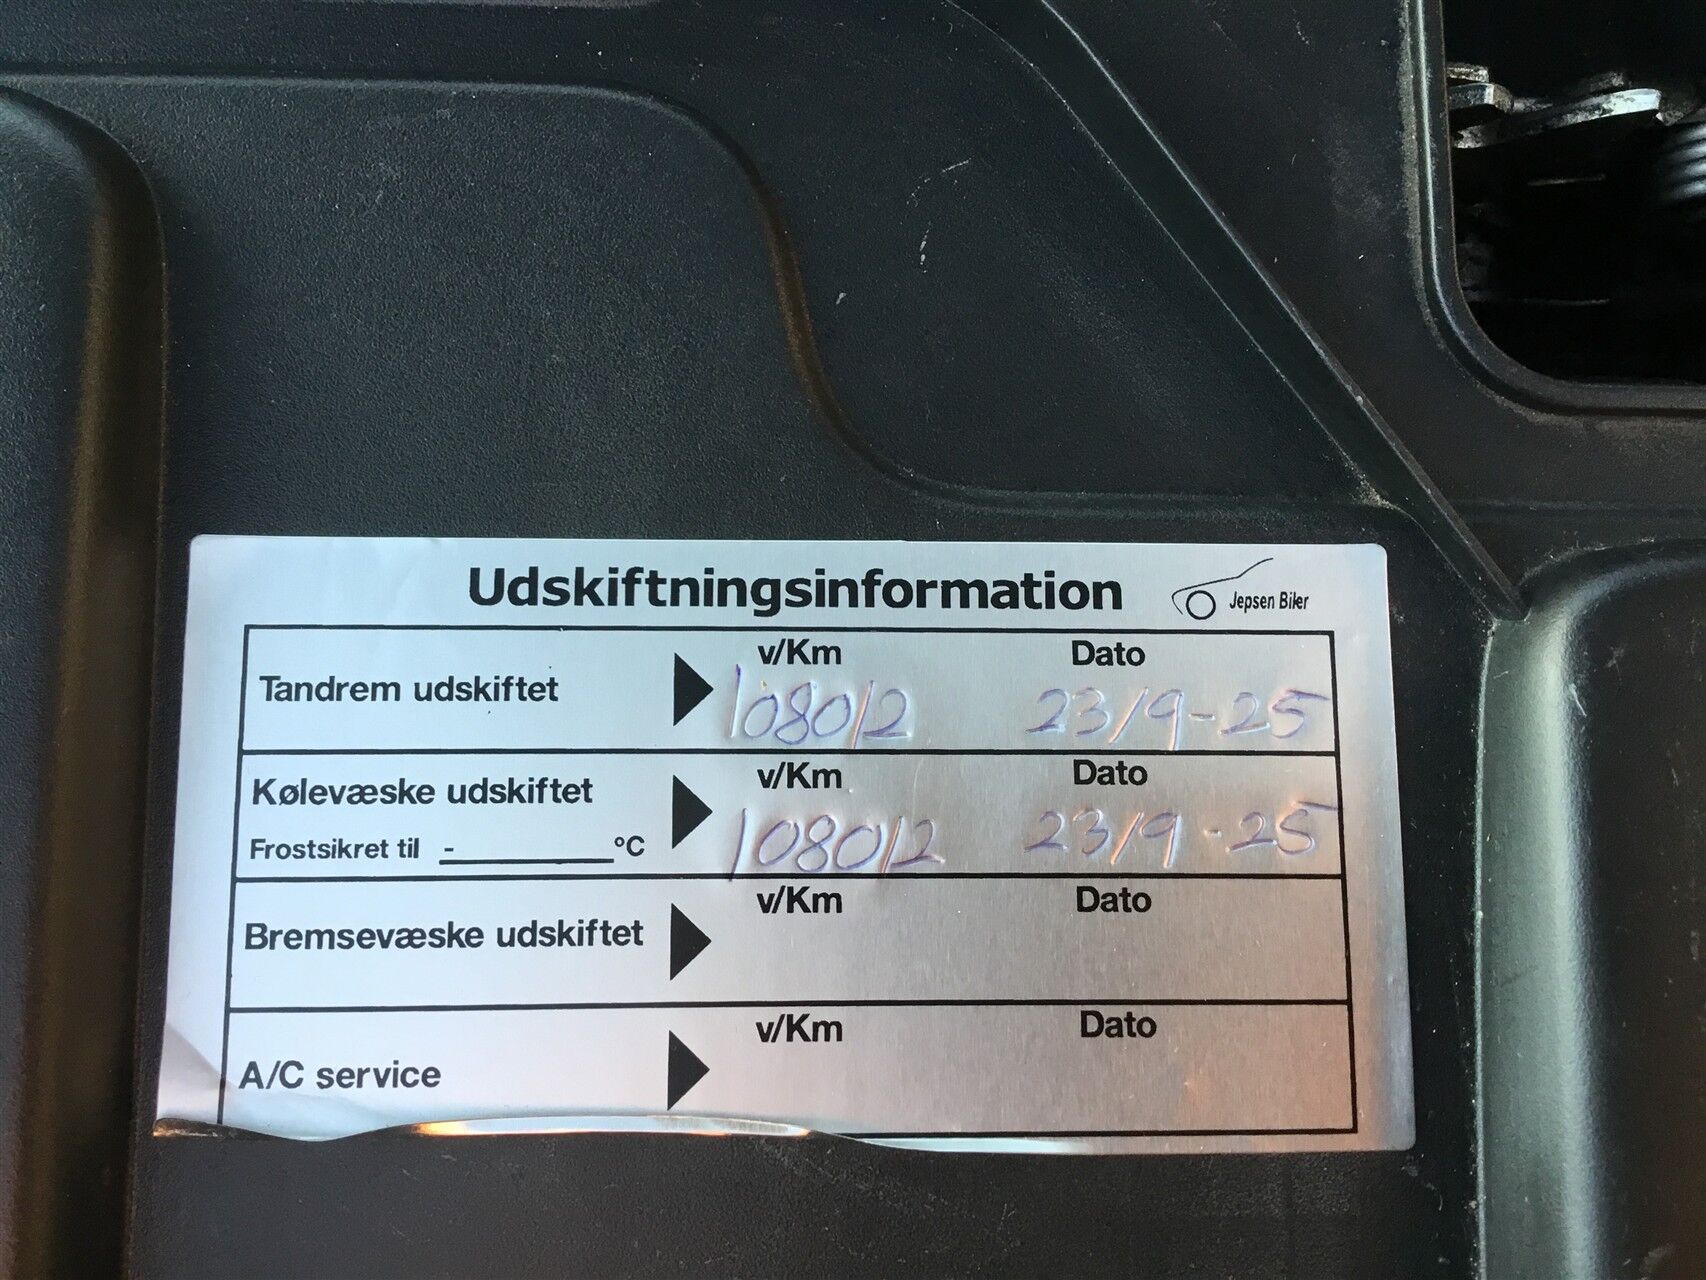 Udskiftningsinformation Jepsen Biler
v/Km Dato
Tandrem udskiftet 108012 23/9-25
v/Km Dato
Kølevæske udskiftet
Frostsikret til - °C 108012 23/9-25
v/Km Dato
Bremsevæske udskiftet
v/Km Dato
A/C service